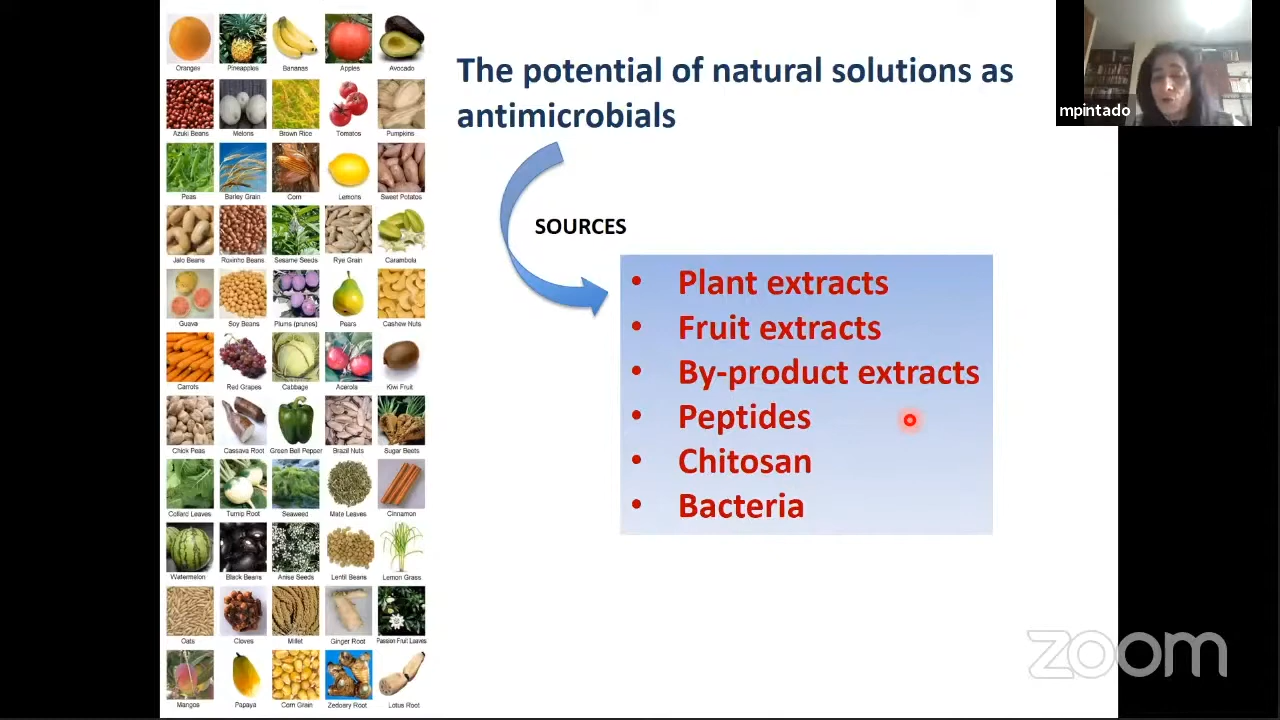 Oranges
Pineapples
Bananas
Apples
Avocado
Azuki Beans
Melons
Brown Rice
Tomatos
Pumpkins
Peas
Barley Grain
Corn
Lemons
Sweet Potatos
Jalo Beans
Roxinho Beans
Sesame Seeds
Rye Grain
Carambola
Guava
Soy Beans
Plums (prunes)
Pears
Cashew Nuts
Carrots
Red Grapes
Cabbage
Acerola
Kiwi Fruit
Chick Peas
Cassava Root
Green Bell Pepper
Brazil Nuts
Sugar Beets
Collard Leaves
Turnip Root
Seaweed
Mate Leaves
Cinnamon
Watermelon
Black Beans
Anise Seeds
Lentil Beans
Lemon Grass
Oats
Cloves
Millet
Ginger Root
Passion Fruit Leaves
Mangos
Papaya
Corn Grain
Zedoary Root
Lotus Root
The potential of natural solutions as
antimicrobials
SOURCES
• Plant extracts
• Fruit extracts
• By-product extracts
• Peptides
• Chitosan
• Bacteria
mpintado
zoom